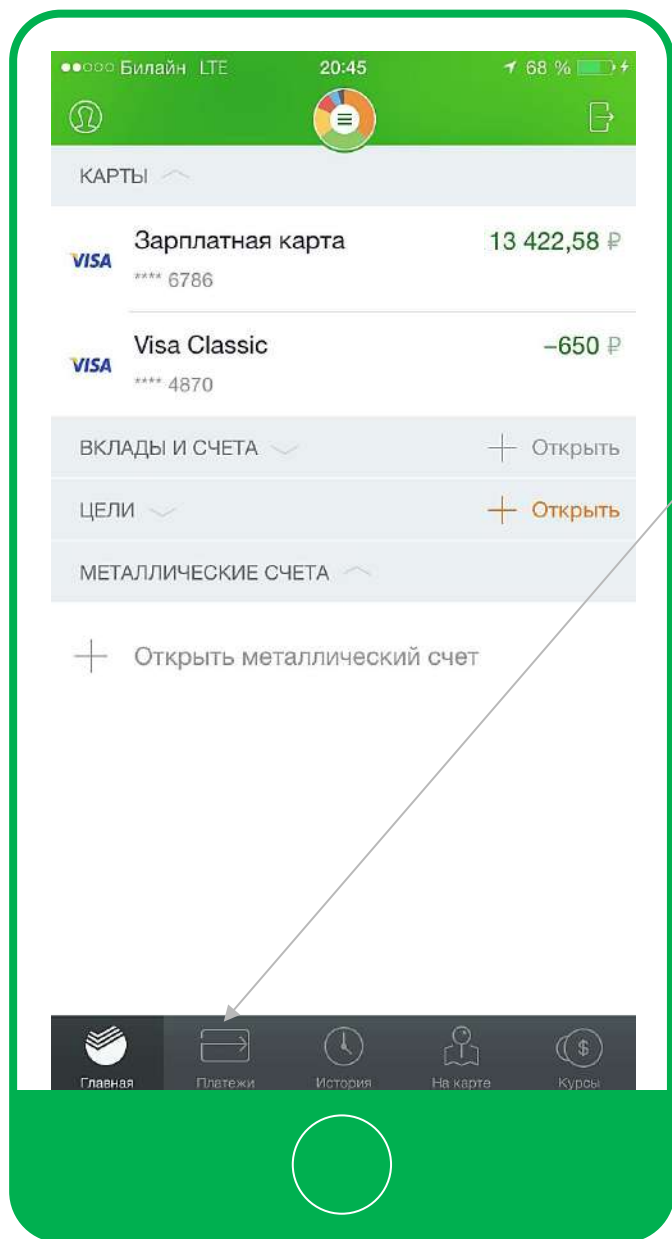 Билайн LTE 20:45 68 %
КАРТЫ
VISA Зарплатная карта 13 422,58 ₽
**** 6786
VISA Visa Classic –650 ₽
**** 4870
ВКЛАДЫ И СЧЕТА Открыть
ЦЕЛИ Открыть
МЕТАЛЛИЧЕСКИЕ СЧЕТА
Открыть металлический счет
Главная Платежи История На карте Курсы